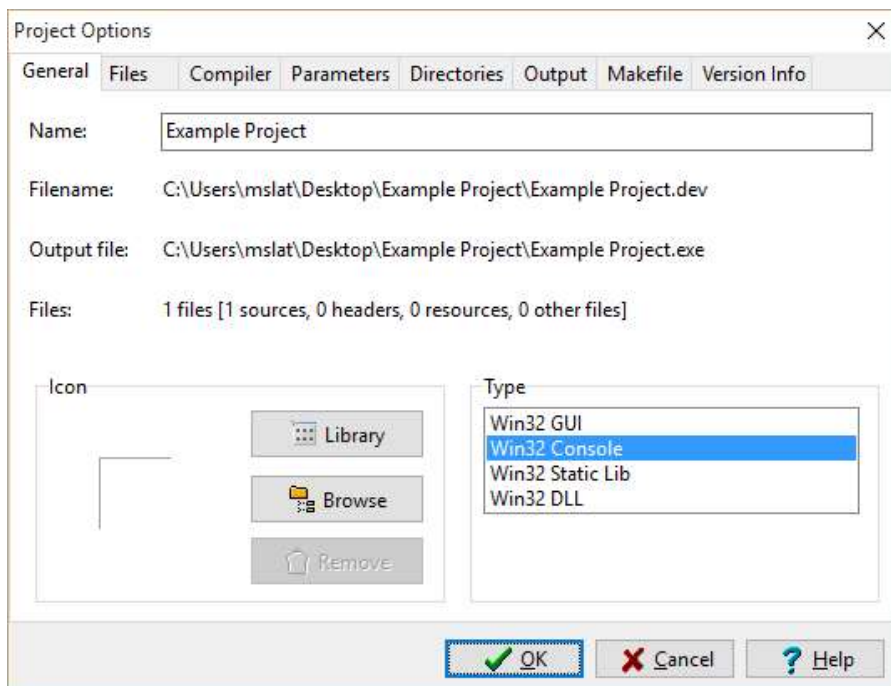 Project Options
General Files Compiler Parameters Directories Output Makefile Version Info
Name: Example Project
Filename: C:\Users\mslat\Desktop\Example Project\Example Project.dev
Output file: C:\Users\mslat\Desktop\Example Project\Example Project.exe
Files: 1 files [1 sources, 0 headers, 0 resources, 0 other files]
Icon
Library
Browse
Remove
Type
Win32 GUI
Win32 Console
Win32 Static Lib
Win32 DLL
OK Cancel Help